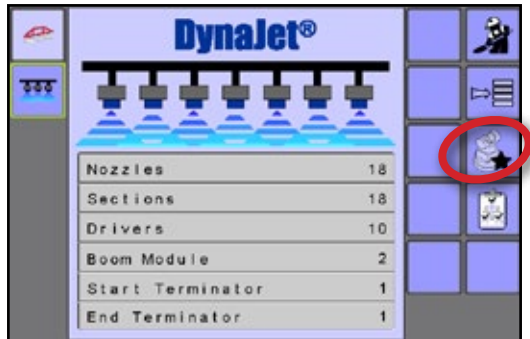 DynaJet®
Nozzles 18
Sections 18
Drivers 10
Boom Module 2
Start Terminator 1
End Terminator 1